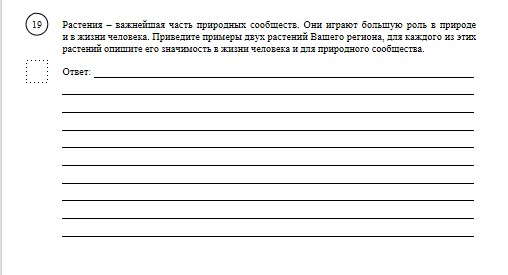 19 Растения – важнейшая часть природных сообществ. Они играют большую роль в природе
и в жизни человека. Приведите примеры двух растений Вашего региона, для каждого из этих
растений опишите его значимость в жизни человека и для природного сообщества.
Ответ: